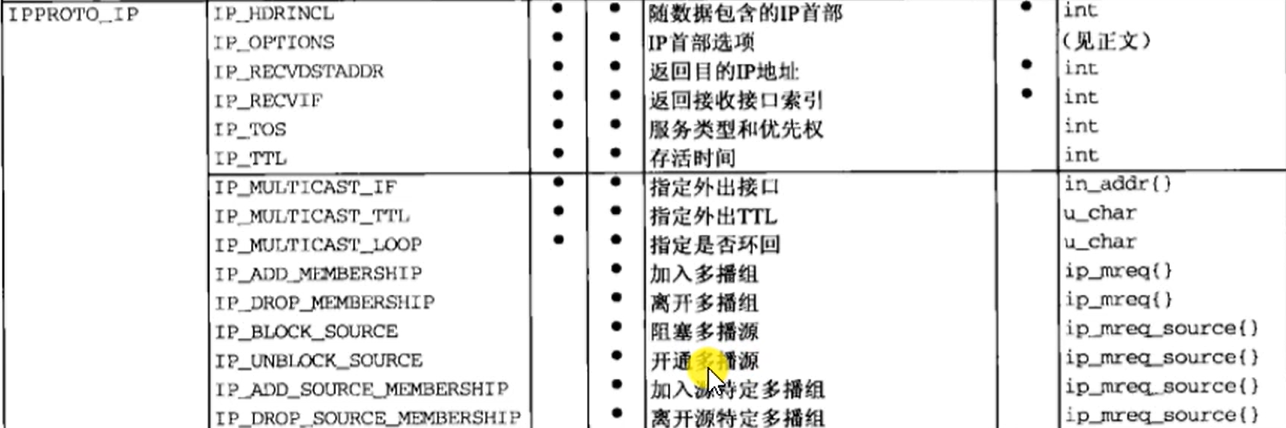 IPPROTO_IP IP_HDRINCL • • 随数据包含的IP首部 • int
IP_OPTIONS • • IP首部选项 （见正文）
IP_RECVDSTADDR • • 返回目的IP地址 • int
IP_RECVIF • • 返回接收接口索引 • int
IP_TOS • • 服务类型和优先权 int
IP_TTL • • 存活时间 int
IP_MULTICAST_IF • • 指定外出接口 in_addr{}
IP_MULTICAST_TTL • • 指定外出TTL u_char
IP_MULTICAST_LOOP • • 指定是否环回 u_char
IP_ADD_MEMBERSHIP • 加入多播组 ip_mreq{}
IP_DROP_MEMBERSHIP • 离开多播组 ip_mreq{}
IP_BLOCK_SOURCE • 阻塞多播源 ip_mreq_source{}
IP_UNBLOCK_SOURCE • 开通多播源 ip_mreq_source{}
IP_ADD_SOURCE_MEMBERSHIP • 加入源特定多播组 ip_mreq_source{}
IP_DROP_SOURCE_MEMBERSHIP • 离开源特定多播组 ip_mreq_source{}